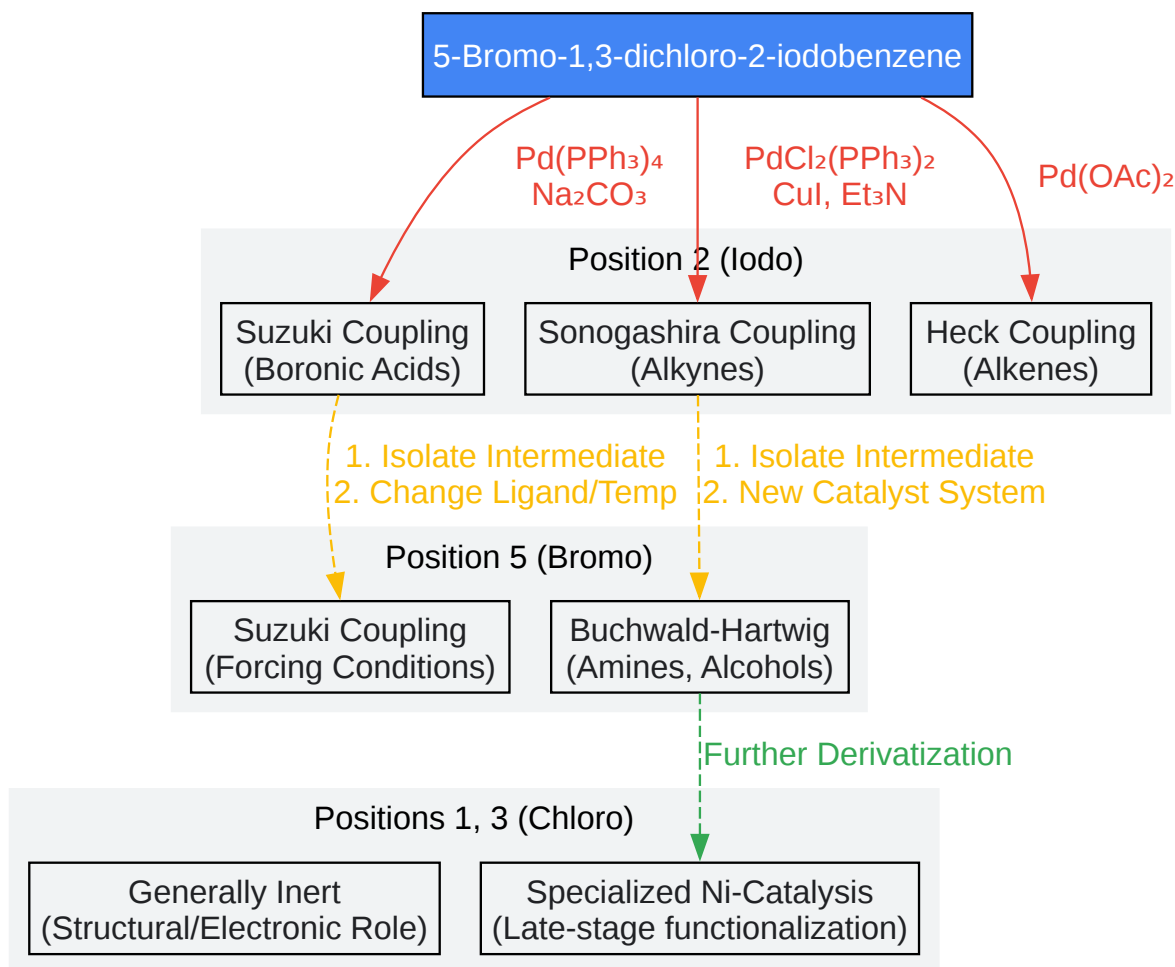 5-Bromo-1,3-dichloro-2-iodobenzene
Pd(PPh₃)₄
Na₂CO₃
PdCl₂(PPh₃)₂
CuI, Et₃N
Pd(OAc)₂
Position 2 (Iodo)
Suzuki Coupling
(Boronic Acids)
Sonogashira Coupling
(Alkynes)
Heck Coupling
(Alkenes)
1. Isolate Intermediate
2. Change Ligand/Temp
1. Isolate Intermediate
2. New Catalyst System
Position 5 (Bromo)
Suzuki Coupling
(Forcing Conditions)
Buchwald-Hartwig
(Amines, Alcohols)
Further Derivatization
Positions 1, 3 (Chloro)
Generally Inert
(Structural/Electronic Role)
Specialized Ni-Catalysis
(Late-stage functionalization)